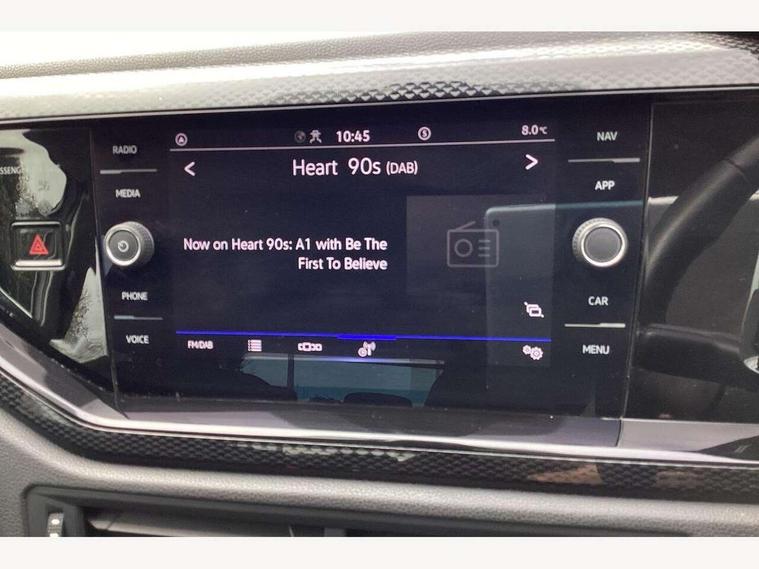 10:45
8.0°C
RADIO
NAV
Heart 90s (DAB)
MEDIA
APP
Now on Heart 90s: A1 with Be The
First To Believe
PHONE
CAR
VOICE
FM/DAB
MENU